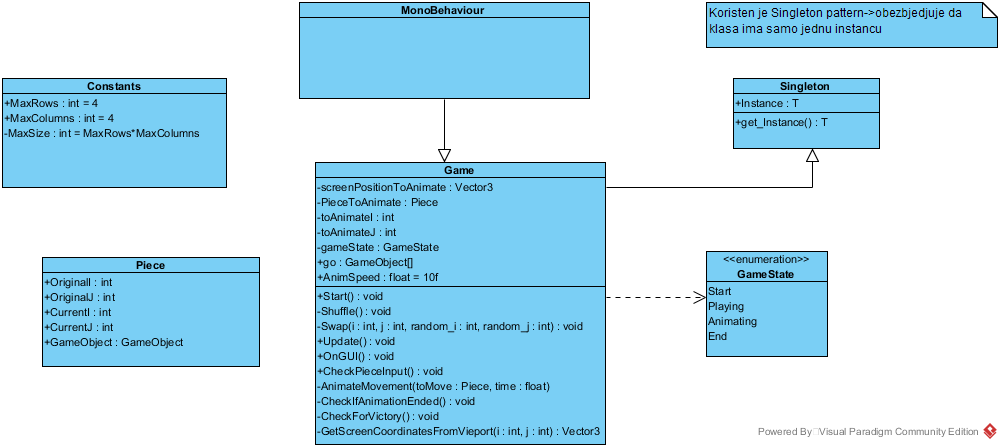 MonoBehaviour
Koristen je Singleton pattern->obezbjedjuje da
klasa ima samo jednu instancu
Constants
+MaxRows : int = 4
+MaxColumns : int = 4
-MaxSize : int = MaxRows*MaxColumns
Singleton
+Instance : T
+get_Instance() : T
Game
-screenPositionToAnimate : Vector3
-PieceToAnimate : Piece
-toAnimateI : int
-toAnimateJ : int
-gameState : GameState
+go : GameObject[]
+AnimSpeed : float = 10f
+Start() : void
-Shuffle() : void
-Swap(i : int, j : int, random_i : int, random_j : int) : void
+Update() : void
+OnGUI() : void
+CheckPieceInput() : void
-AnimateMovement(toMove : Piece, time : float)
-CheckIfAnimationEnded() : void
-CheckForVictory() : void
-GetScreenCoordinatesFromVieport(i : int, j : int) : Vector3
Piece
+OriginalI : int
+OriginalJ : int
+CurrentI : int
+CurrentJ : int
+GameObject : GameObject
<<enumeration>>
GameState
Start
Playing
Animating
End
Powered By Visual Paradigm Community Edition